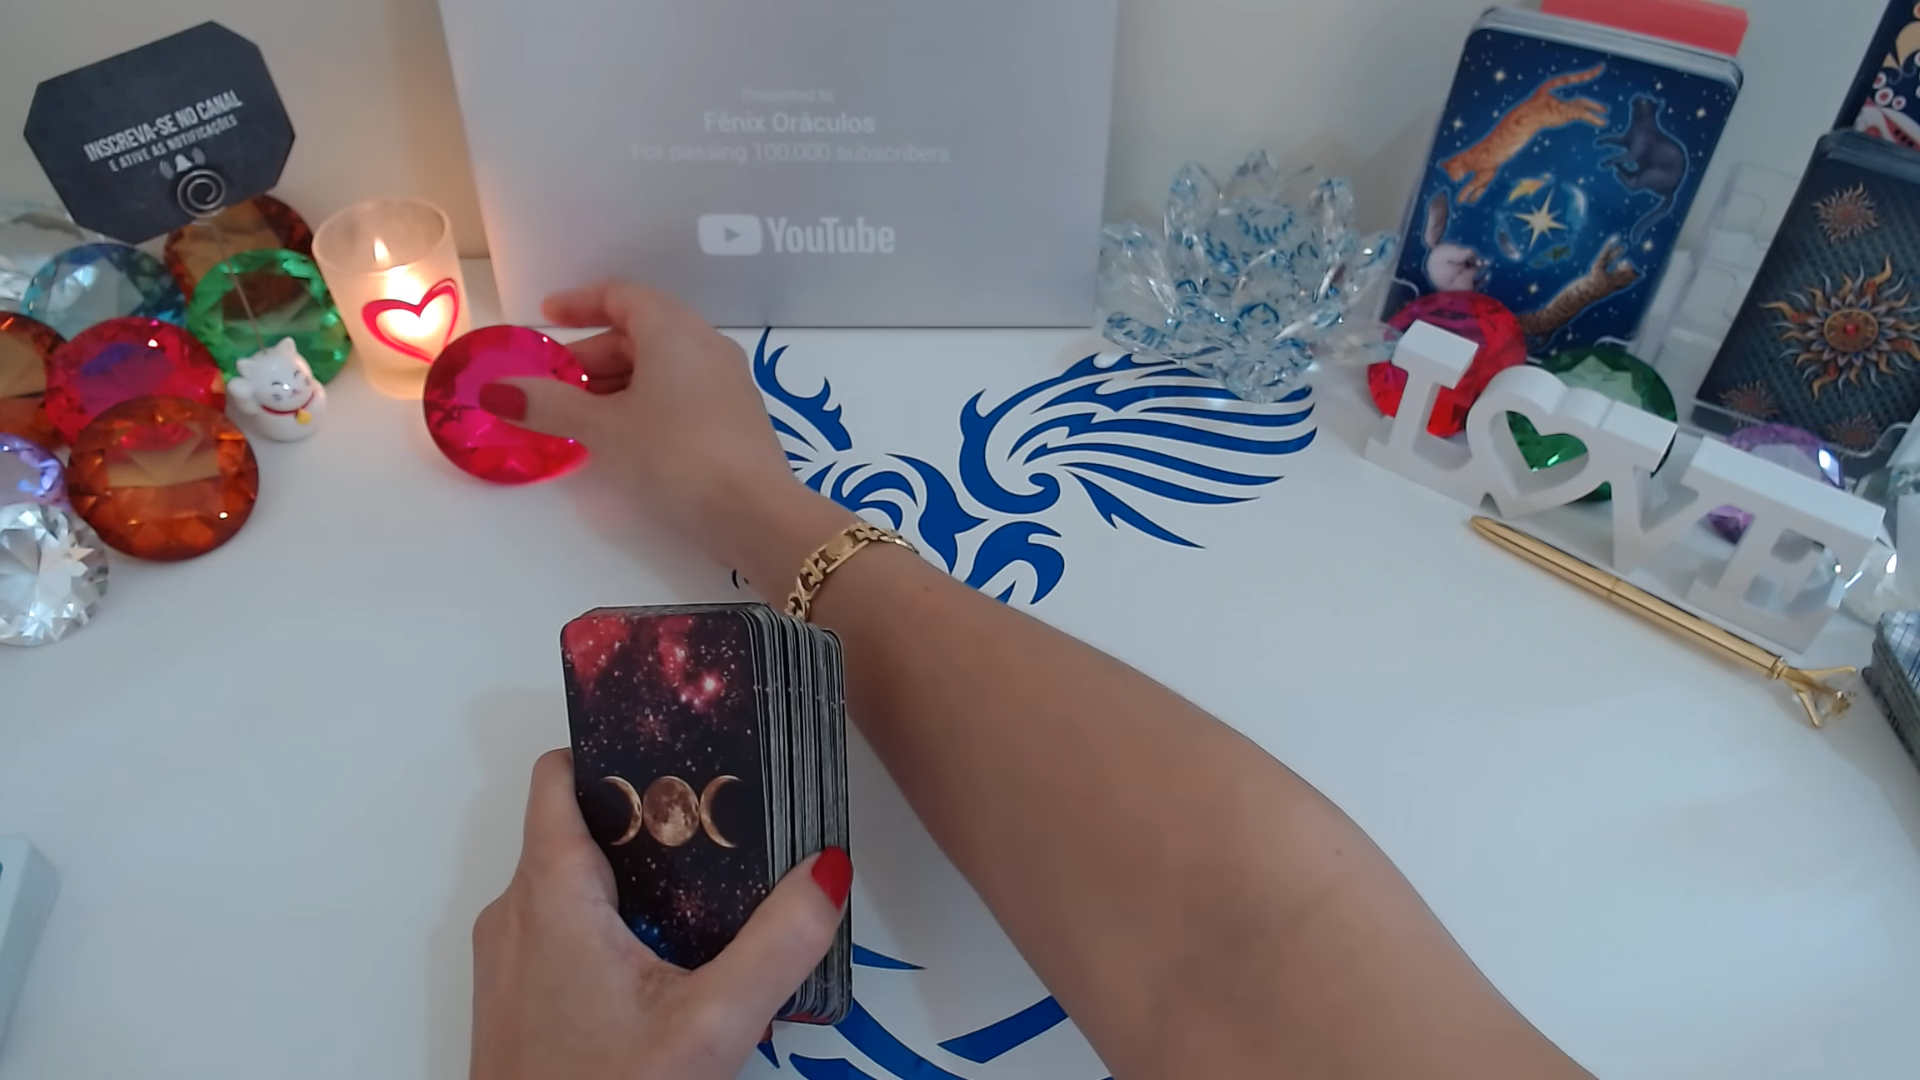 INSCREVA-SE NO CANAL
E ATIVE AS NOTIFICAÇÕES
Presented to
Fênix Oráculos
For passing 100.000 subscribers
YouTube
LOVE